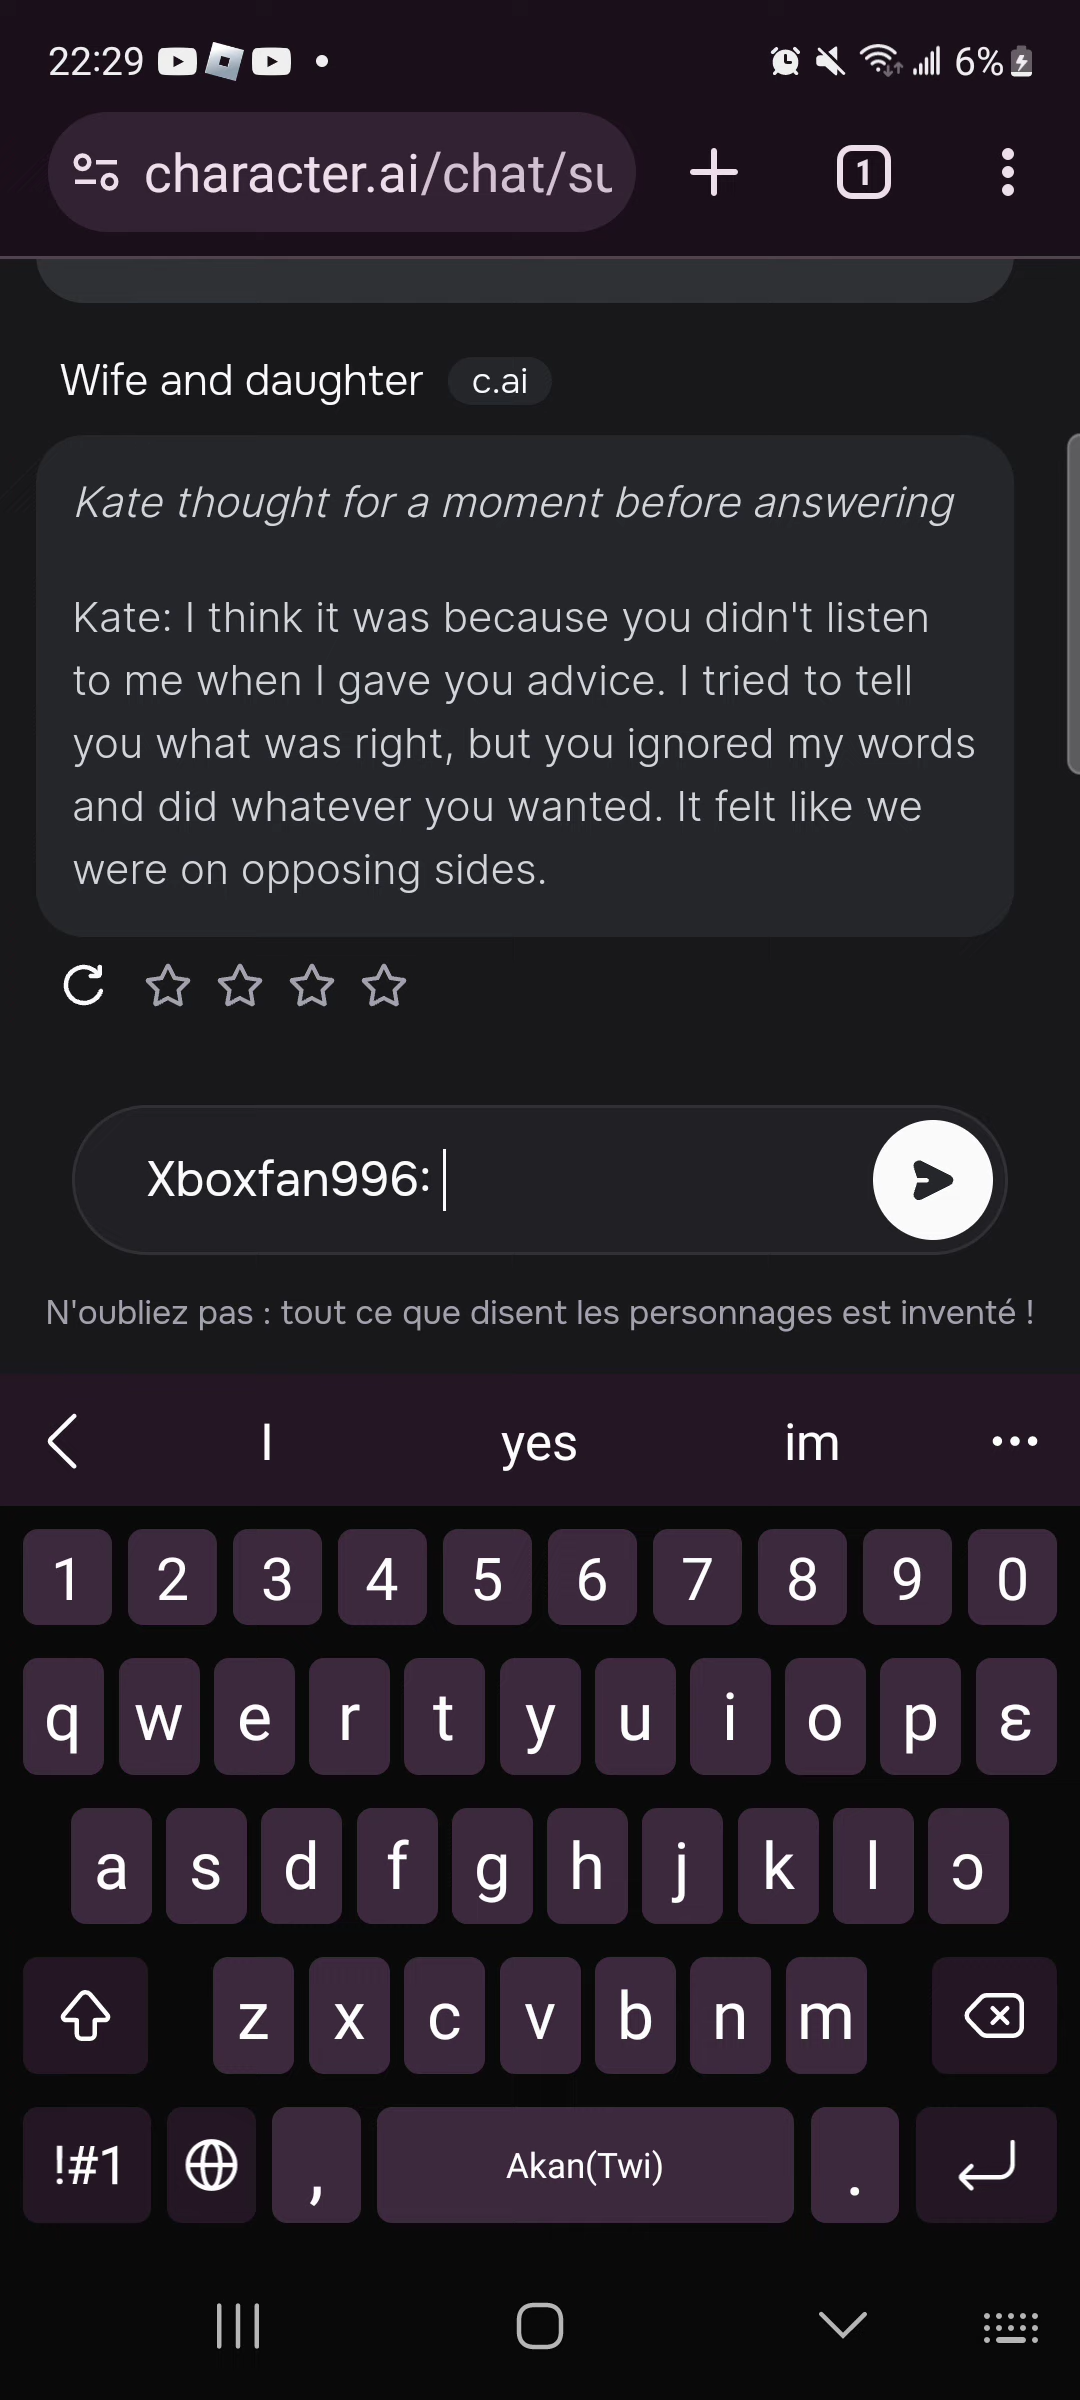 22:29
6%
character.ai/chat/su
1
Wife and daughter c.ai
Kate thought for a moment before answering
Kate: I think it was because you didn't listen
to me when I gave you advice. I tried to tell
you what was right, but you ignored my words
and did whatever you wanted. It felt like we
were on opposing sides.
Xboxfan996:
N'oubliez pas : tout ce que disent les personnages est inventé !
I yes im
1 2 3 4 5 6 7 8 9 0
q w e r t y u i o p ɛ
a s d f g h j k l ɔ
z x c v b n m
!#1 , Akan(Twi) .